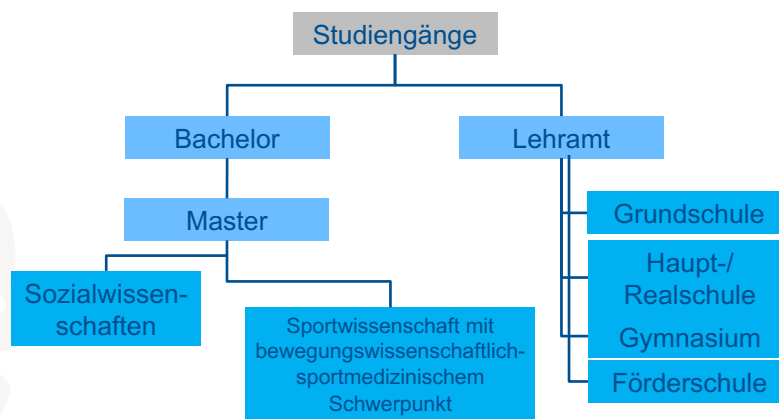 Studiengänge
Bachelor
Lehramt
Master
Grundschule
Haupt-/
Realschule
Gymnasium
Förderschule
Sozialwissen-
schaften
Sportwissenschaft mit
bewegungswissenschaftlich-
sportmedizinischem
Schwerpunkt